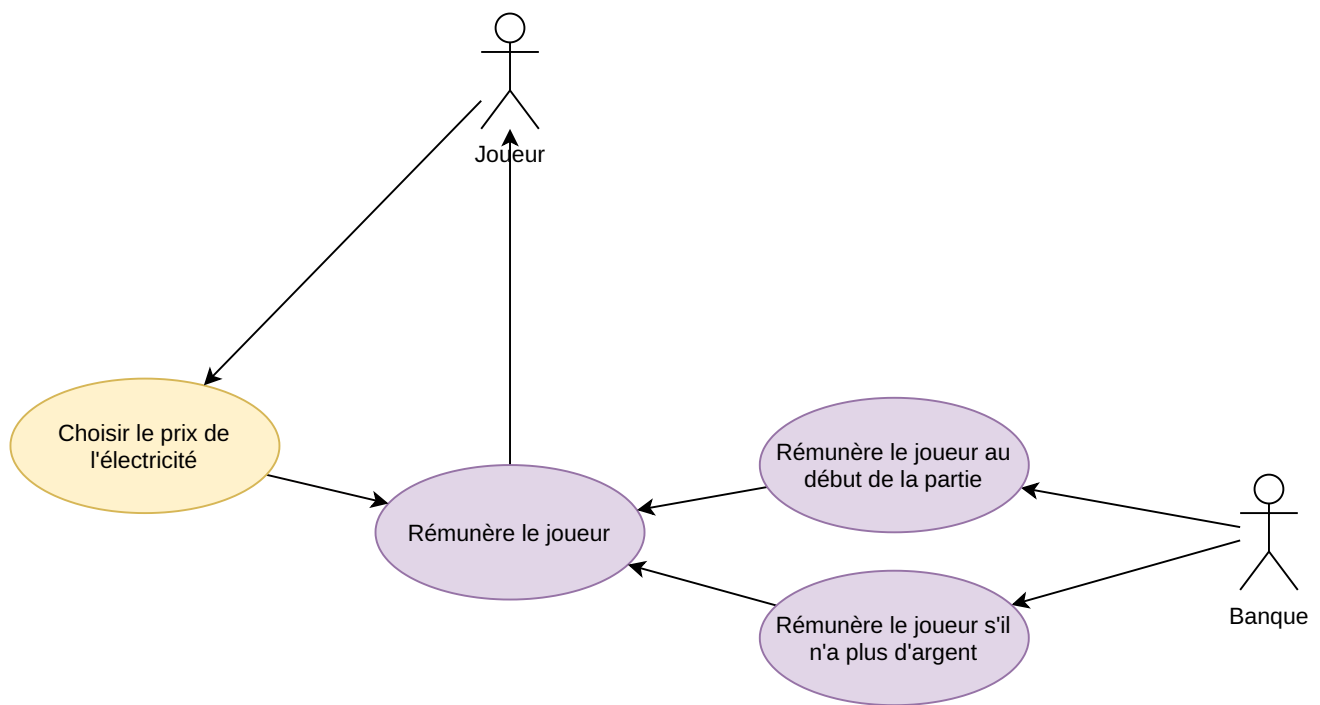 Joueur
Choisir le prix de
l'électricité
Rémunère le joueur
Rémunère le joueur au
début de la partie
Rémunère le joueur s'il
n'a plus d'argent
Banque